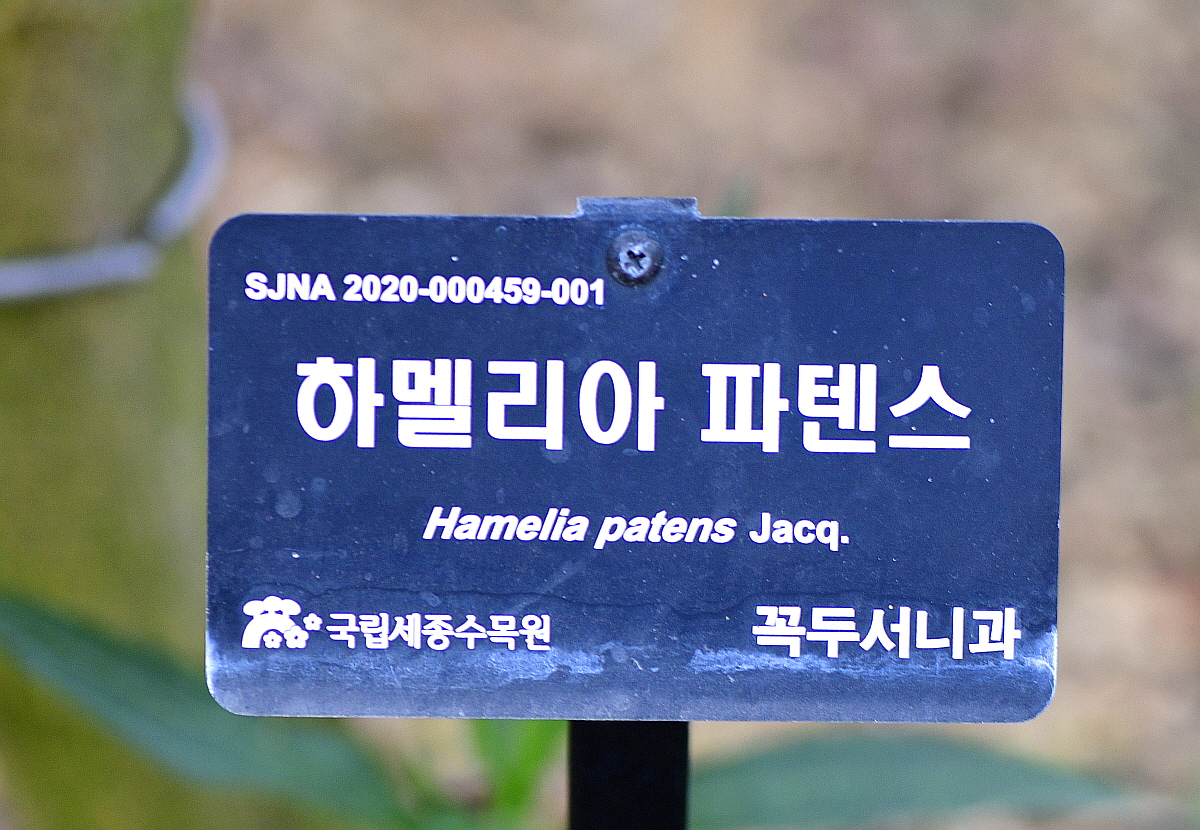 SJNA 2020-000459-001
하멜리아 파텐스
Hamelia patens Jacq.
국립세종수목원
꼭두서니과